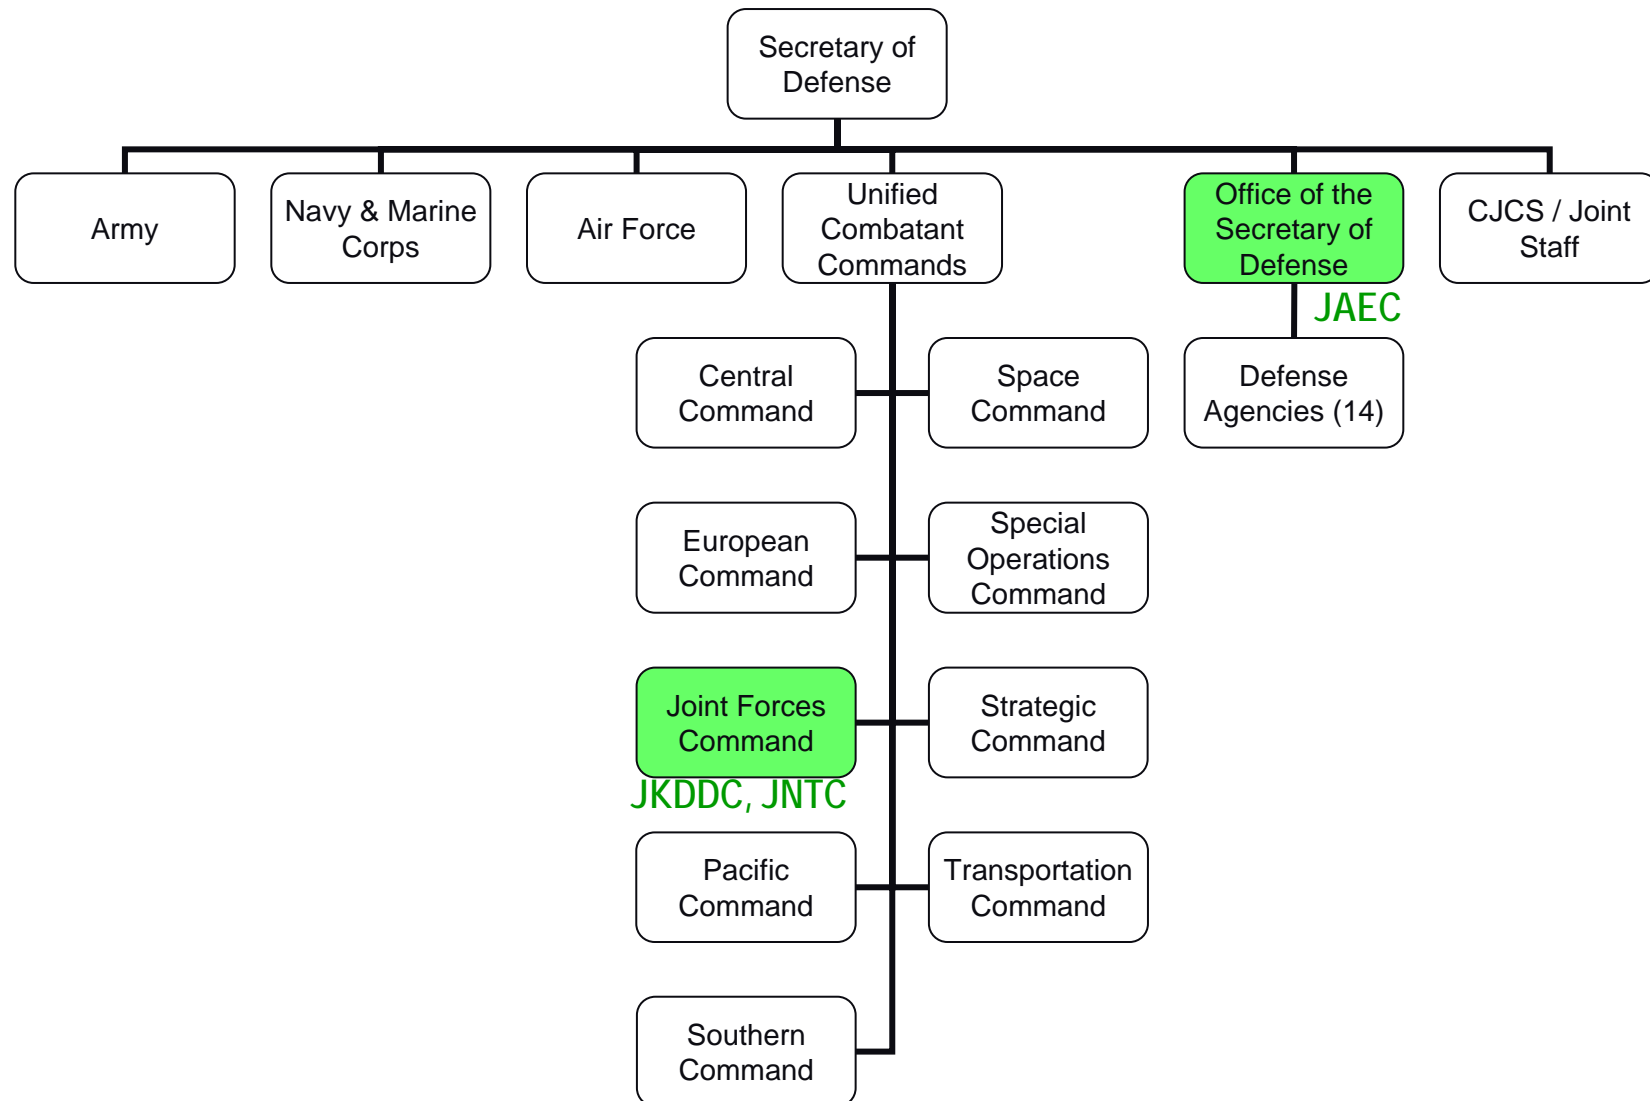 Secretary of
Defense
Army
Navy & Marine
Corps
Air Force
Unified
Combatant
Commands
Office of the
Secretary of
Defense
CJCS / Joint
Staff
JAEC
Central
Command
Space
Command
Defense
Agencies (14)
European
Command
Special
Operations
Command
Joint Forces
Command
Strategic
Command
JKDDC, JNTC
Pacific
Command
Transportation
Command
Southern
Command